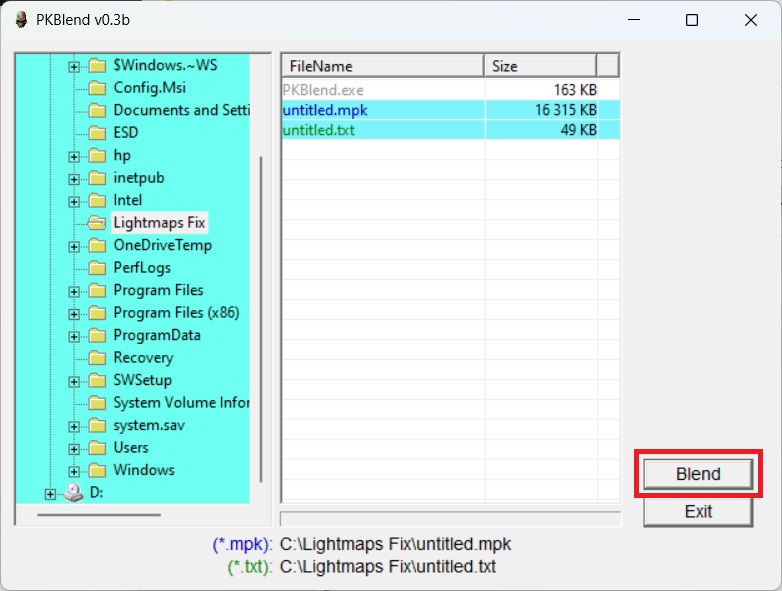 PKBlend v0.3b
$Windows.~WS
Config.Msi
Documents and Setti
ESD
hp
inetpub
Intel
Lightmaps Fix
OneDriveTemp
PerfLogs
Program Files
Program Files (x86)
ProgramData
Recovery
SWSetup
System Volume Infor
system.sav
Users
Windows
D:
FileName Size
PKBlend.exe 163 KB
untitled.mpk 16 315 KB
untitled.txt 49 KB
Blend
Exit
(*.mpk): C:\Lightmaps Fix\untitled.mpk
(*.txt): C:\Lightmaps Fix\untitled.txt